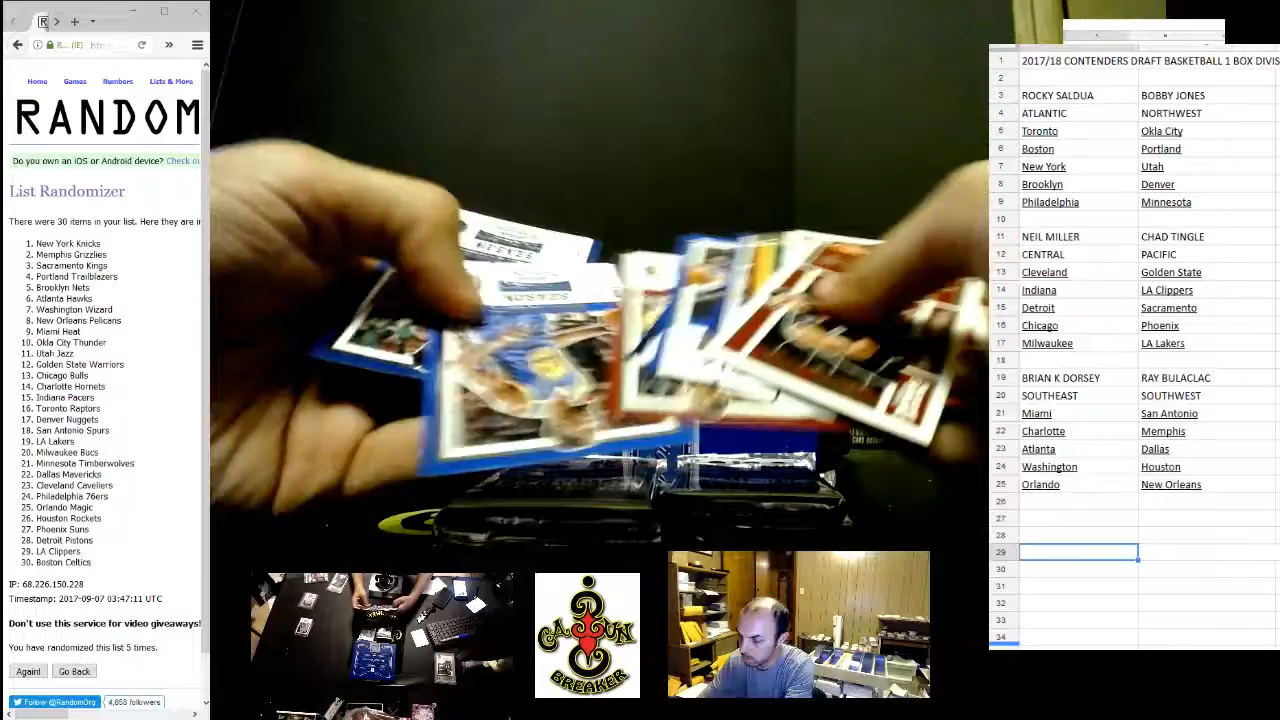 Home Games Numbers Lists & More
RANDOM
Do you own an iOS or Android device? Check ou
List Randomizer
There were 30 items in your list. Here they are i
1. New York Knicks
2. Memphis Grizzlies
3. Sacramento Kings
4. Portland Trailblazers
5. Brooklyn Nets
6. Atlanta Hawks
7. Washington Wizard
8. New Orleans Pelicans
9. Miami Heat
10. Okla City Thunder
11. Utah Jazz
12. Golden State Warriors
13. Chicago Bulls
14. Charlotte Hornets
15. Indiana Pacers
16. Toronto Raptors
17. Denver Nuggets
18. San Antonio Spurs
19. LA Lakers
20. Milwaukee Bucs
21. Minnesota Timberwolves
22. Dallas Mavericks
23. Cleveland Cavaliers
24. Philadelphia 76ers
25. Orlando Magic
26. Houston Rockets
27. Phoenix Suns
28. Detroit Pistons
29. LA Clippers
30. Boston Celtics
IP: 68.226.150.228
Timestamp: 2017-09-07 03:47:11 UTC
Don't use this service for video giveaways!
You have randomized this list 5 times.
Again! Go Back
Follow @RandomOrg 4,858 followers
CAJUN
BREAKER
1 2017/18 CONTENDERS DRAFT BASKETBALL 1 BOX DIVIS
2
3 ROCKY SALDUA BOBBY JONES
4 ATLANTIC NORTHWEST
5 Toronto Okla City
6 Boston Portland
7 New York Utah
8 Brooklyn Denver
9 Philadelphia Minnesota
10
11 NEIL MILLER CHAD TINGLE
12 CENTRAL PACIFIC
13 Cleveland Golden State
14 Indiana LA Clippers
15 Detroit Sacramento
16 Chicago Phoenix
17 Milwaukee LA Lakers
18
19 BRIAN K DORSEY RAY BULACLAC
20 SOUTHEAST SOUTHWEST
21 Miami San Antonio
22 Charlotte Memphis
23 Atlanta Dallas
24 Washington Houston
25 Orlando New Orleans
26
27
28
29
30
31
32
33
34